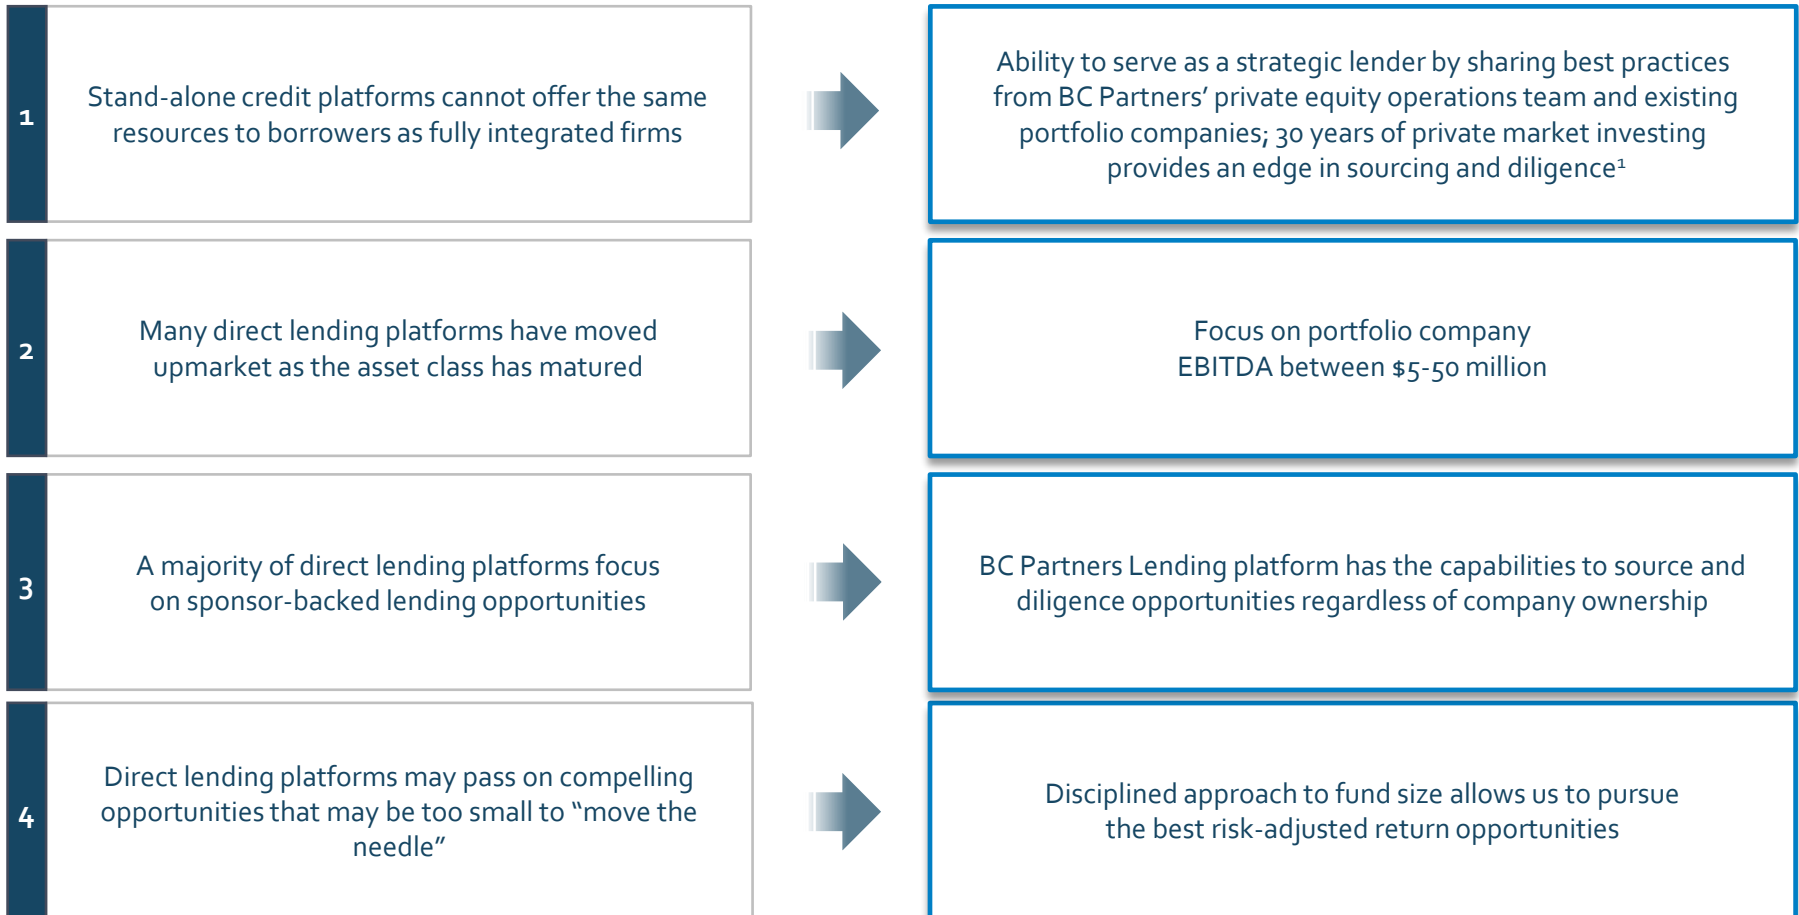 1
Stand-alone credit platforms cannot offer the same
resources to borrowers as fully integrated firms
Ability to serve as a strategic lender by sharing best practices
from BC Partners’ private equity operations team and existing
portfolio companies; 30 years of private market investing
provides an edge in sourcing and diligence¹
2
Many direct lending platforms have moved
upmarket as the asset class has matured
Focus on portfolio company
EBITDA between $5-50 million
3
A majority of direct lending platforms focus
on sponsor-backed lending opportunities
BC Partners Lending platform has the capabilities to source and
diligence opportunities regardless of company ownership
4
Direct lending platforms may pass on compelling
opportunities that may be too small to “move the
needle”
Disciplined approach to fund size allows us to pursue
the best risk-adjusted return opportunities